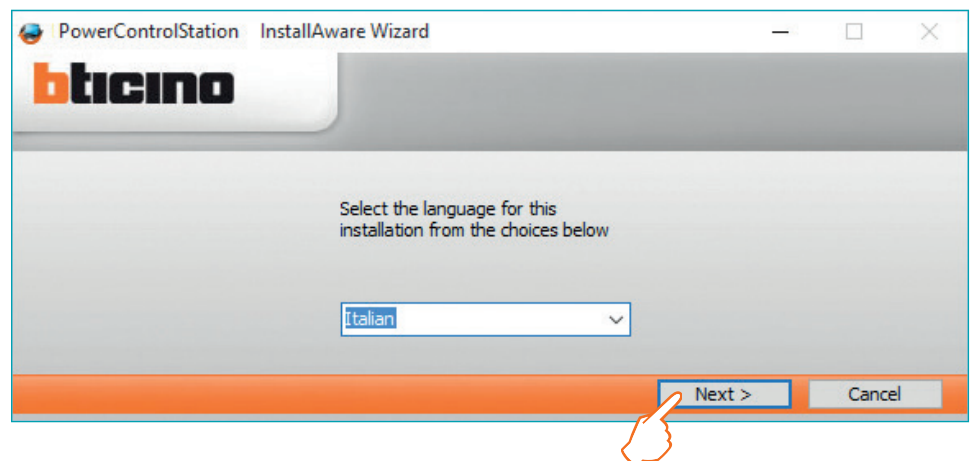 PowerControlStation InstallAware Wizard
bticino
Select the language for this
installation from the choices below
Italian
Next > Cancel